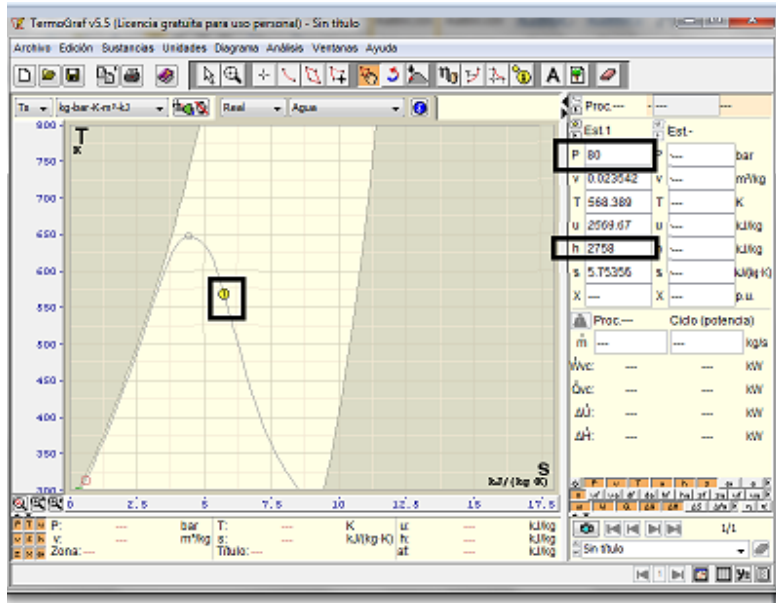 TermoGraf v5.5 (Licencia gratuita para uso personal) - Sin título
Archivo Edición Sustancias Unidades Diagrama Análisis Ventanas Ayuda
Ts kg-bar-K-m³-kJ Real Agua
Proc.--- --- ---
Est 1 Est-
P 80 P --- bar
v 0.023542 v --- m³/kg
T 568.389 T --- K
u 2569.67 u --- kJ/kg
h 2758 --- kJ/kg
s 5.75356 s --- kJ/(kg·K)
X --- X --- p.u.
Proc.--- Ciclo (potencia)
ṁ --- --- kg/s
Wvc: --- --- kW
Qvc: --- --- kW
ΔU: --- --- kW
ΔH: --- --- kW
T
K
800
750
700
650
600
550
500
450
400
350
300
S
kJ/(kg·K)
0 2.5 5 7.5 10 12.5 15 17.5
P: --- bar T: --- K u: --- kJ/kg
v: --- m³/kg s: --- kJ/(kg·K) h: --- kJ/kg
Zona: --- Título: --- af: --- kJ/kg
1/1
Sin título